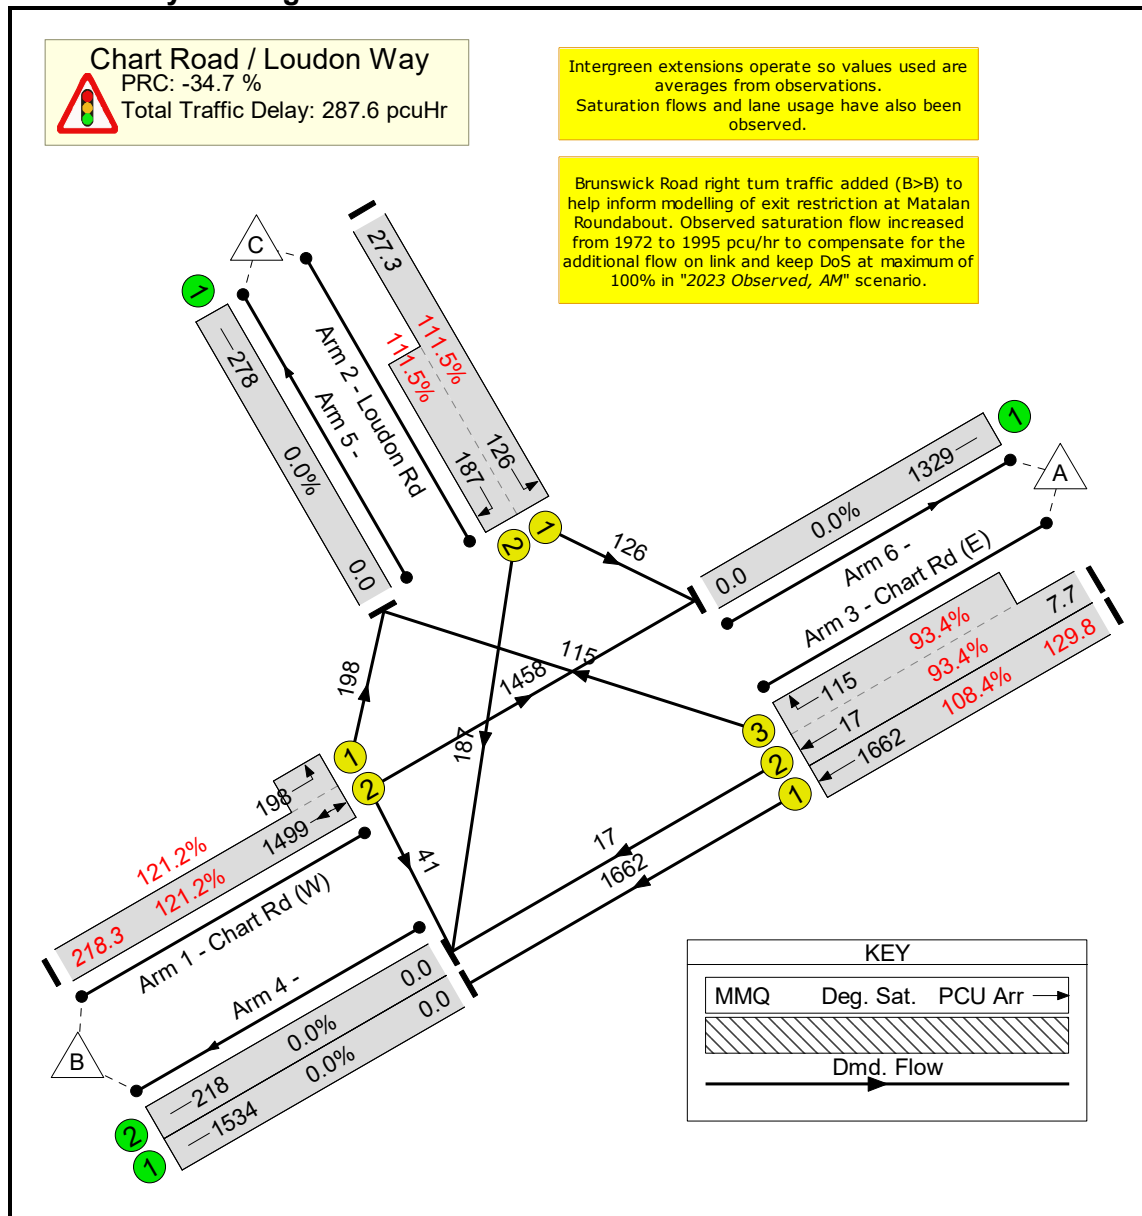 Chart Road / Loudon Way
PRC: -34.7 %
Total Traffic Delay: 287.6 pcuHr
Intergreen extensions operate so values used are
averages from observations.
Saturation flows and lane usage have also been
observed.
Brunswick Road right turn traffic added (B>B) to
help inform modelling of exit restriction at Matalan
Roundabout. Observed saturation flow increased
from 1972 to 1995 pcu/hr to compensate for the
additional flow on link and keep DoS at maximum of
100% in "2023 Observed, AM" scenario.
C
1
278
0.0%
0.0
Arm 5 -
Arm 2 - Loudon Rd
27.3
111.5%
111.5%
126
187
2
1
126
1
A
1329
0.0%
0.0
Arm 6 -
Arm 3 - Chart Rd (E)
93.4%
115
7.7
93.4%
17
129.8
108.4%
1662
3
2
1
115
198
1458
187
41
17
1662
1
2
198
1499
121.2%
121.2%
218.3
Arm 1 - Chart Rd (W)
Arm 4 -
B
0.0
0.0%
218
0.0
0.0%
1534
2
1
KEY
MMQ Deg. Sat. PCU Arr
Dmd. Flow